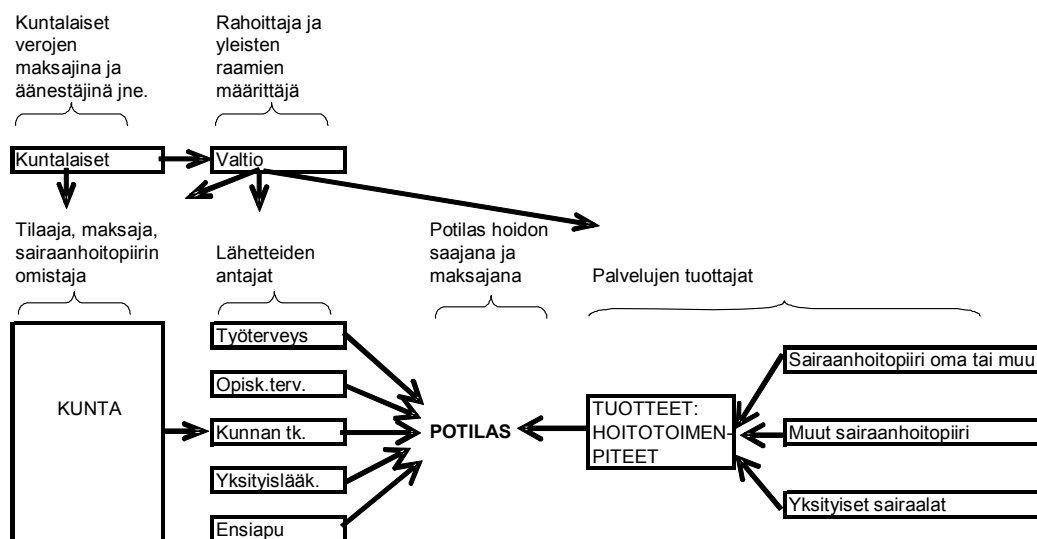 Kuntalaiset
verojen
maksajina ja
äänestäjinä jne.
Rahoittaja ja
yleisten
raamien
määrittäjä
Kuntalaiset
Valtio
Tilaaja, maksaja,
sairaanhoitopiirin
omistaja
Lähetteiden
antajat
Potilas hoidon
saajana ja
maksajana
Palvelujen tuottajat
KUNTA
Työterveys
Opisk.terv.
Kunnan tk.
Yksityislääk.
Ensiapu
POTILAS
TUOTTEET:
HOITOTOIMEN-
PITEET
Sairaanhoitopiiri oma tai muu
Muut sairaanhoitopiiri
Yksityiset sairaalat